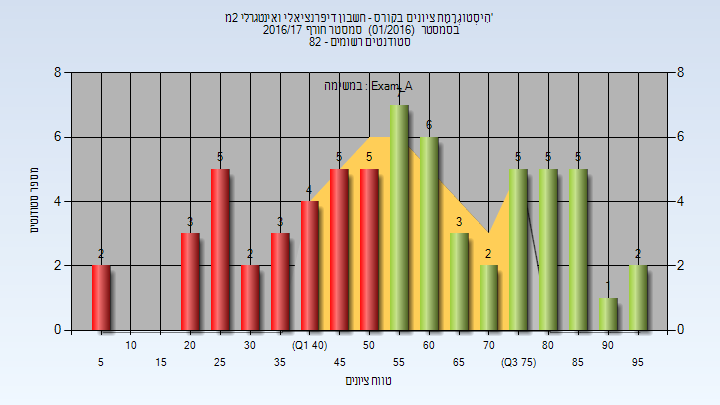 הִיסְטוּגְרָמַת ציונים בקורס - חשבון דיפרנציאלי ואינטגרלי 2מ'
בסמסטר (01/2016) סמסטר חורף 2016/17
סטודנטים רשומים - 82
במשימה : Exam_A
מספר סטודנטים
8 8
6 6
4 4
2 2
0 0
2 3 5 2 3 4 5 5 7 6 3 2 5 5 5 1 2
10 20 30 (Q1 40) 50 60 70 80 90
5 15 25 35 45 55 65 (Q3 75) 85 95
טווח ציונים